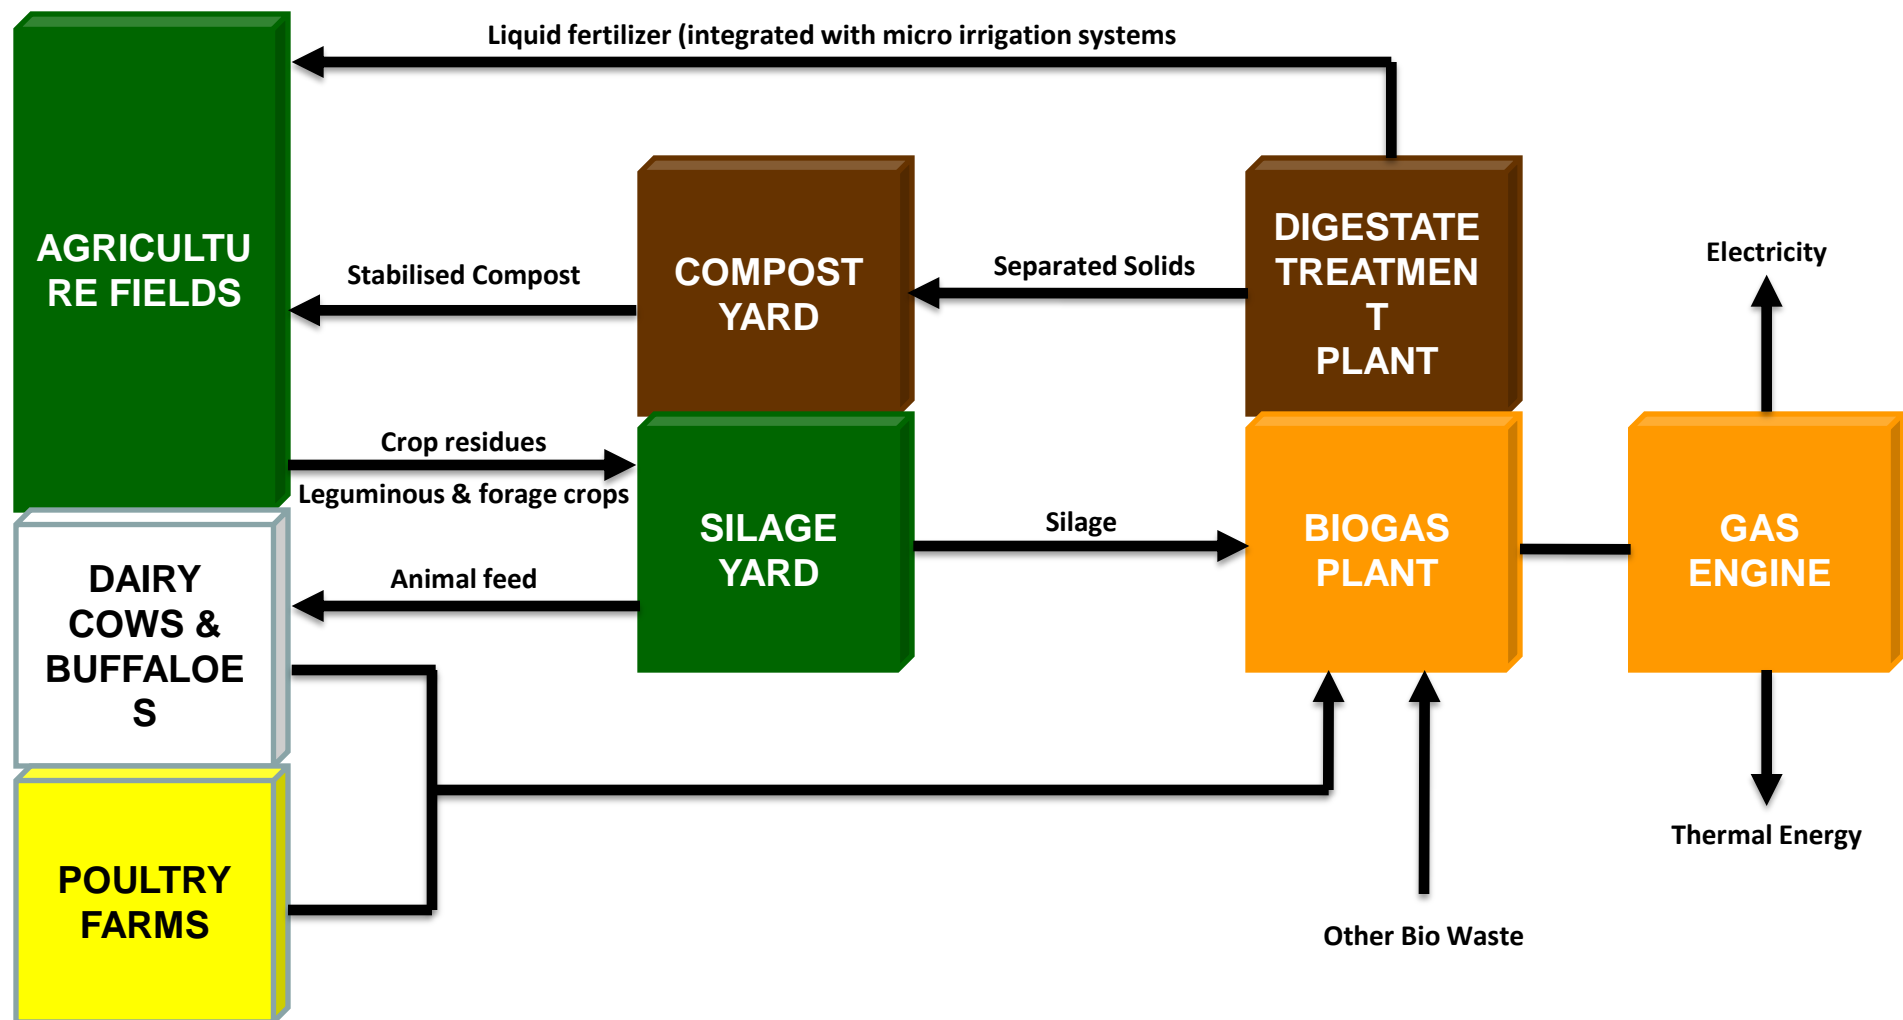 Liquid fertilizer (integrated with micro irrigation systems
AGRICULTU
RE FIELDS
Stabilised Compost
COMPOST
YARD
Separated Solids
DIGESTATE
TREATMEN
T
PLANT
Electricity
Crop residues
Leguminous & forage crops
SILAGE
YARD
Silage
BIOGAS
PLANT
GAS
ENGINE
Animal feed
DAIRY
COWS &
BUFFALOE
S
Thermal Energy
POULTRY
FARMS
Other Bio Waste